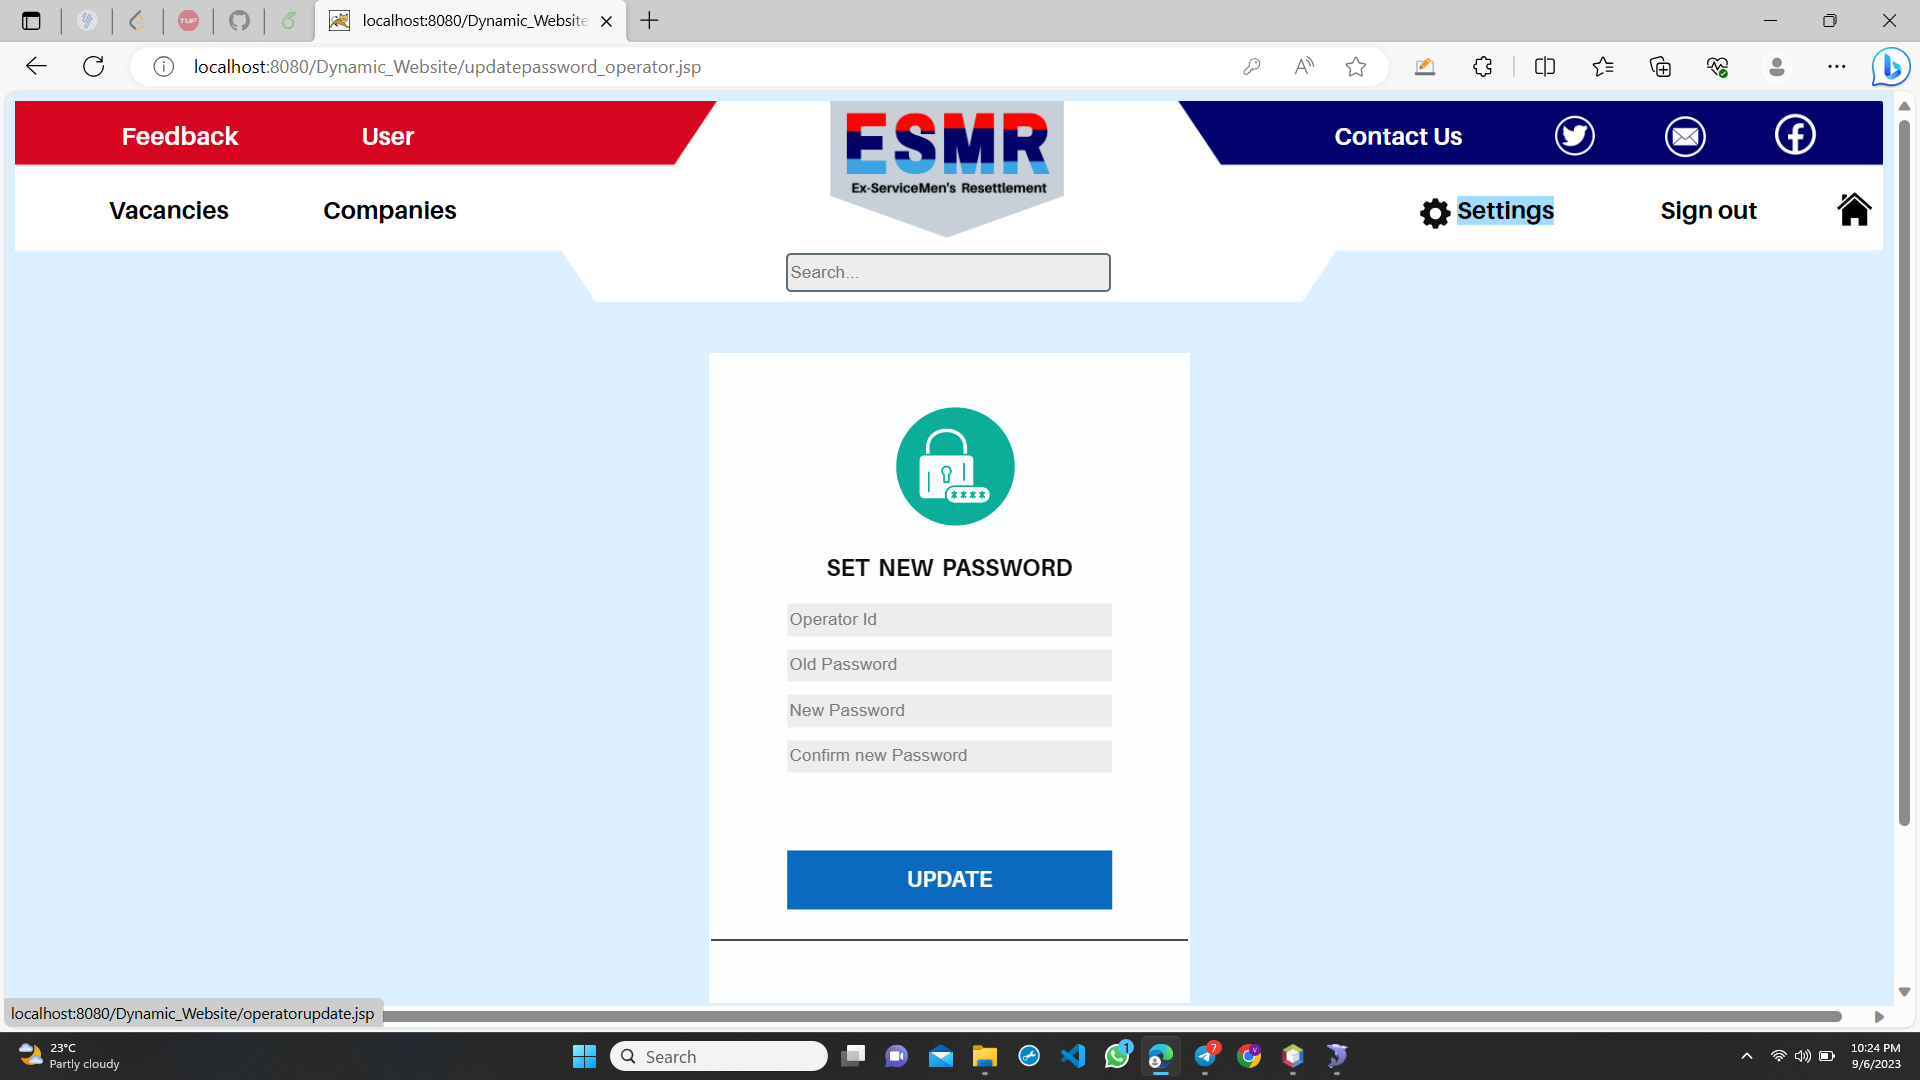 localhost:8080/Dynamic_Website
localhost:8080/Dynamic_Website/updatepassword_operator.jsp
Feedback
User
ESMR
Ex-ServiceMen's Resettlement
Contact Us
Vacancies
Companies
Settings
Sign out
Search...
****
SET NEW PASSWORD
Operator Id
Old Password
New Password
Confirm new Password
UPDATE
localhost:8080/Dynamic_Website/operatorupdate.jsp
23°C
Partly cloudy
Search
1
7
10:24 PM
9/6/2023